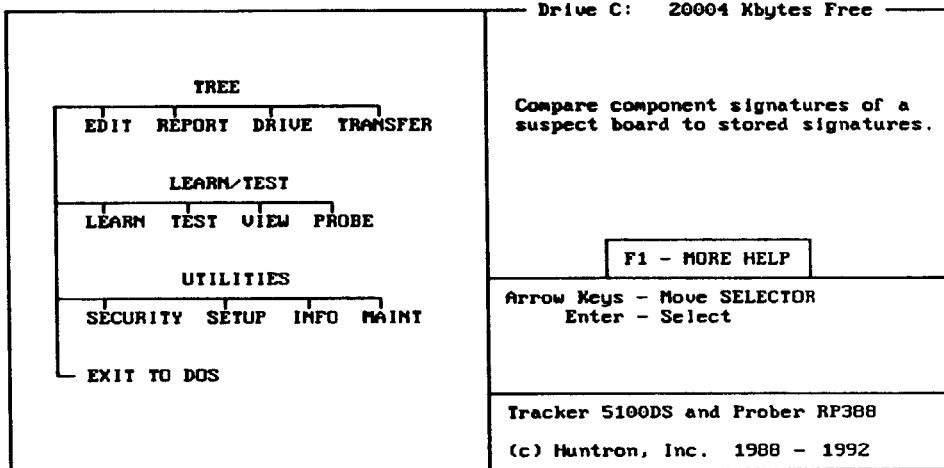 Drive C: 20004 Kbytes Free
TREE
EDIT REPORT DRIVE TRANSFER
LEARN/TEST
LEARN TEST VIEW PROBE
UTILITIES
SECURITY SETUP INFO MAINT
EXIT TO DOS
Compare component signatures of a
suspect board to stored signatures.
F1 - MORE HELP
Arrow Keys - Move SELECTOR
Enter - Select
Tracker 5100DS and Prober RP388
(c) Huntron, Inc. 1988 - 1992